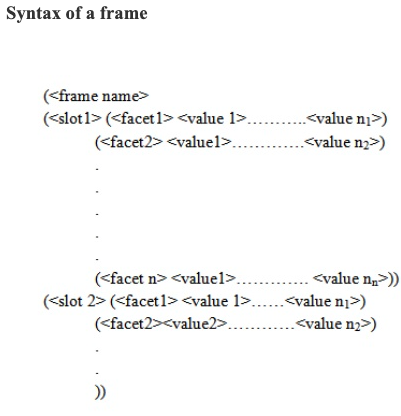 Syntax of a frame
(<frame name>
(<slot1> (<facet1> <value 1>...........<value n₁>)
(<facet2> <value1>.............<value n₂>)
.
.
.
.
.
(<facet n> <value1>............. <value nₙ>))
(<slot 2> (<facet1> <value 1>......<value n₁>)
(<facet2><value2>............<value n₂>)
.
.
))